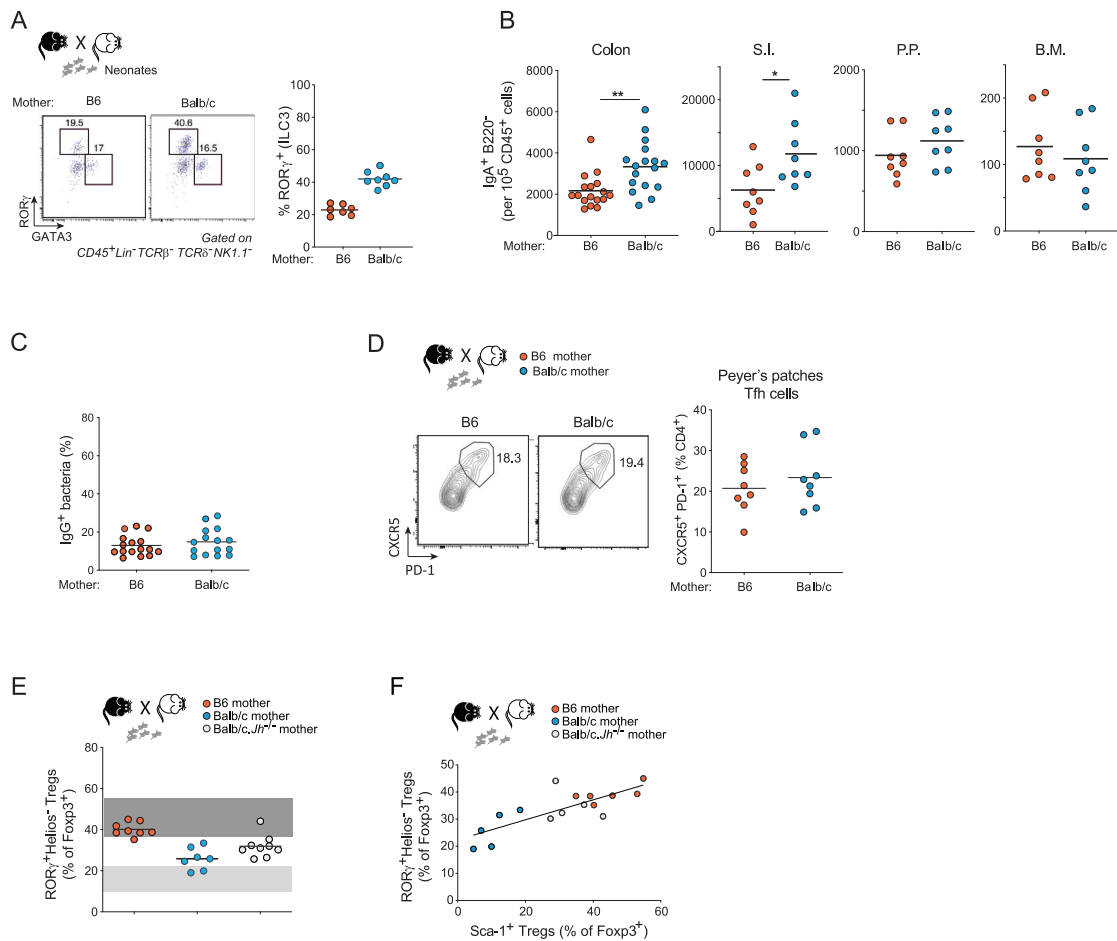 A
X
Neonates
Mother:
B6
Balb/c
19.5
17
40.6
16.5
RORγ
GATA3
Gated on
CD45⁺Lin⁻TCRβ⁻ TCRδ⁻NK1.1⁻
% RORγ⁺ (ILC3)
100
80
60
40
20
0
Mother:
B6
Balb/c
B
Colon
S.I.
P.P.
B.M.
IgA⁺ B220⁻
(per 10⁵ CD45⁺ cells)
8000
6000
4000
2000
0
**
Mother:
B6
Balb/c
20000
10000
0
*
B6
Balb/c
2000
1000
0
B6
Balb/c
200
100
0
B6
Balb/c
C
IgG⁺ bacteria (%)
80
60
40
20
0
Mother:
B6
Balb/c
D
X
B6 mother
Balb/c mother
B6
Balb/c
18.3
19.4
CXCR5
PD-1
Peyer's patches
Tfh cells
CXCR5⁺ PD-1⁺ (% CD4⁺)
40
30
20
10
0
Mother:
B6
Balb/c
E
X
B6 mother
Balb/c mother
Balb/c.Jh⁻/⁻ mother
RORγ⁺Helios⁻ Tregs
(% of Foxp3⁺)
80
60
40
20
0
F
X
B6 mother
Balb/c mother
Balb/c.Jh⁻/⁻ mother
RORγ⁺Helios⁻ Tregs
(% of Foxp3⁺)
80
60
40
20
0
0
20
40
60
Sca-1⁺ Tregs (% of Foxp3⁺)